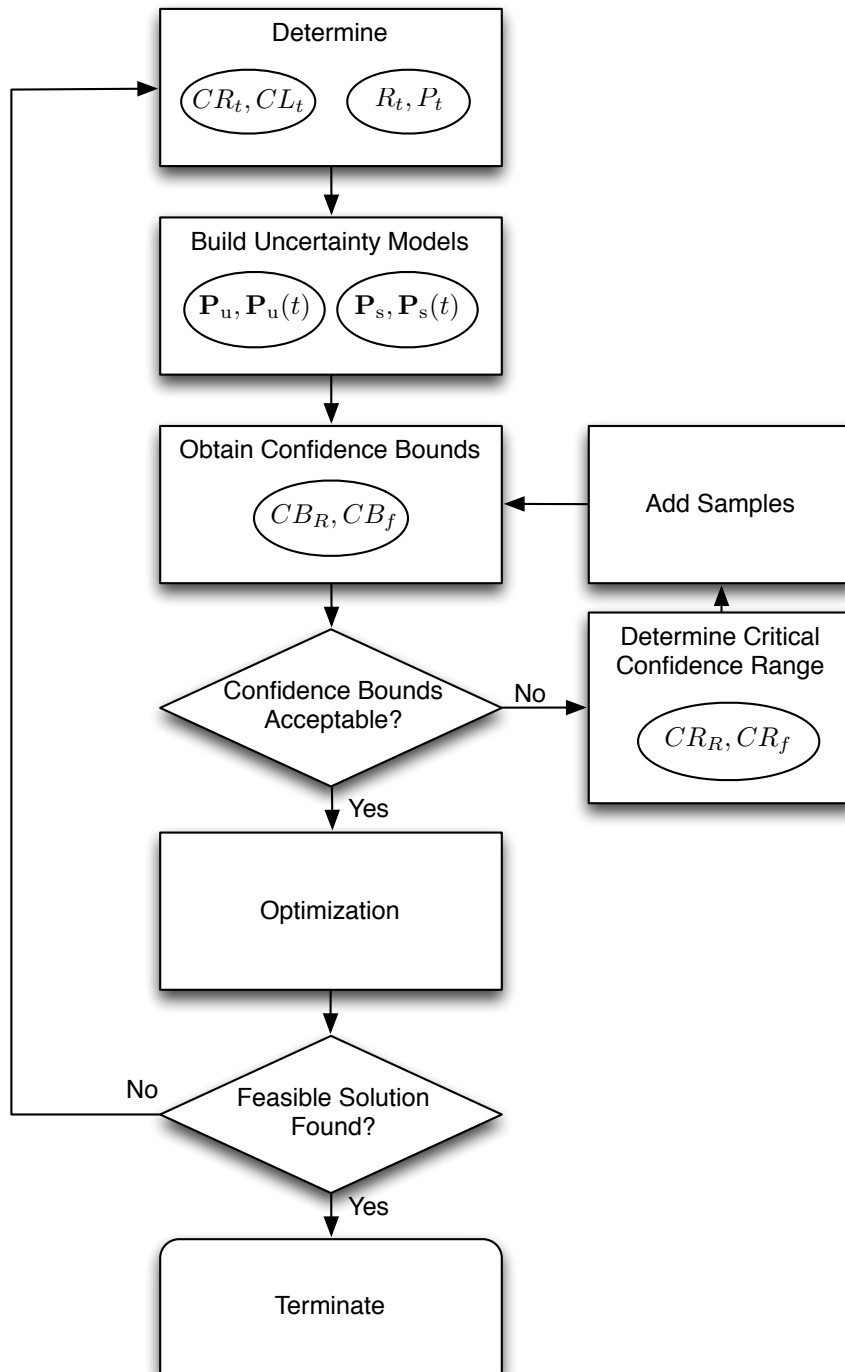 Determine
CR_t, CL_t
R_t, P_t
Build Uncertainty Models
P_u, P_u(t)
P_s, P_s(t)
Obtain Confidence Bounds
CB_R, CB_f
Add Samples
Determine Critical
Confidence Range
CR_R, CR_f
Confidence Bounds
Acceptable?
No
Yes
Optimization
No
Feasible Solution
Found?
Yes
Terminate